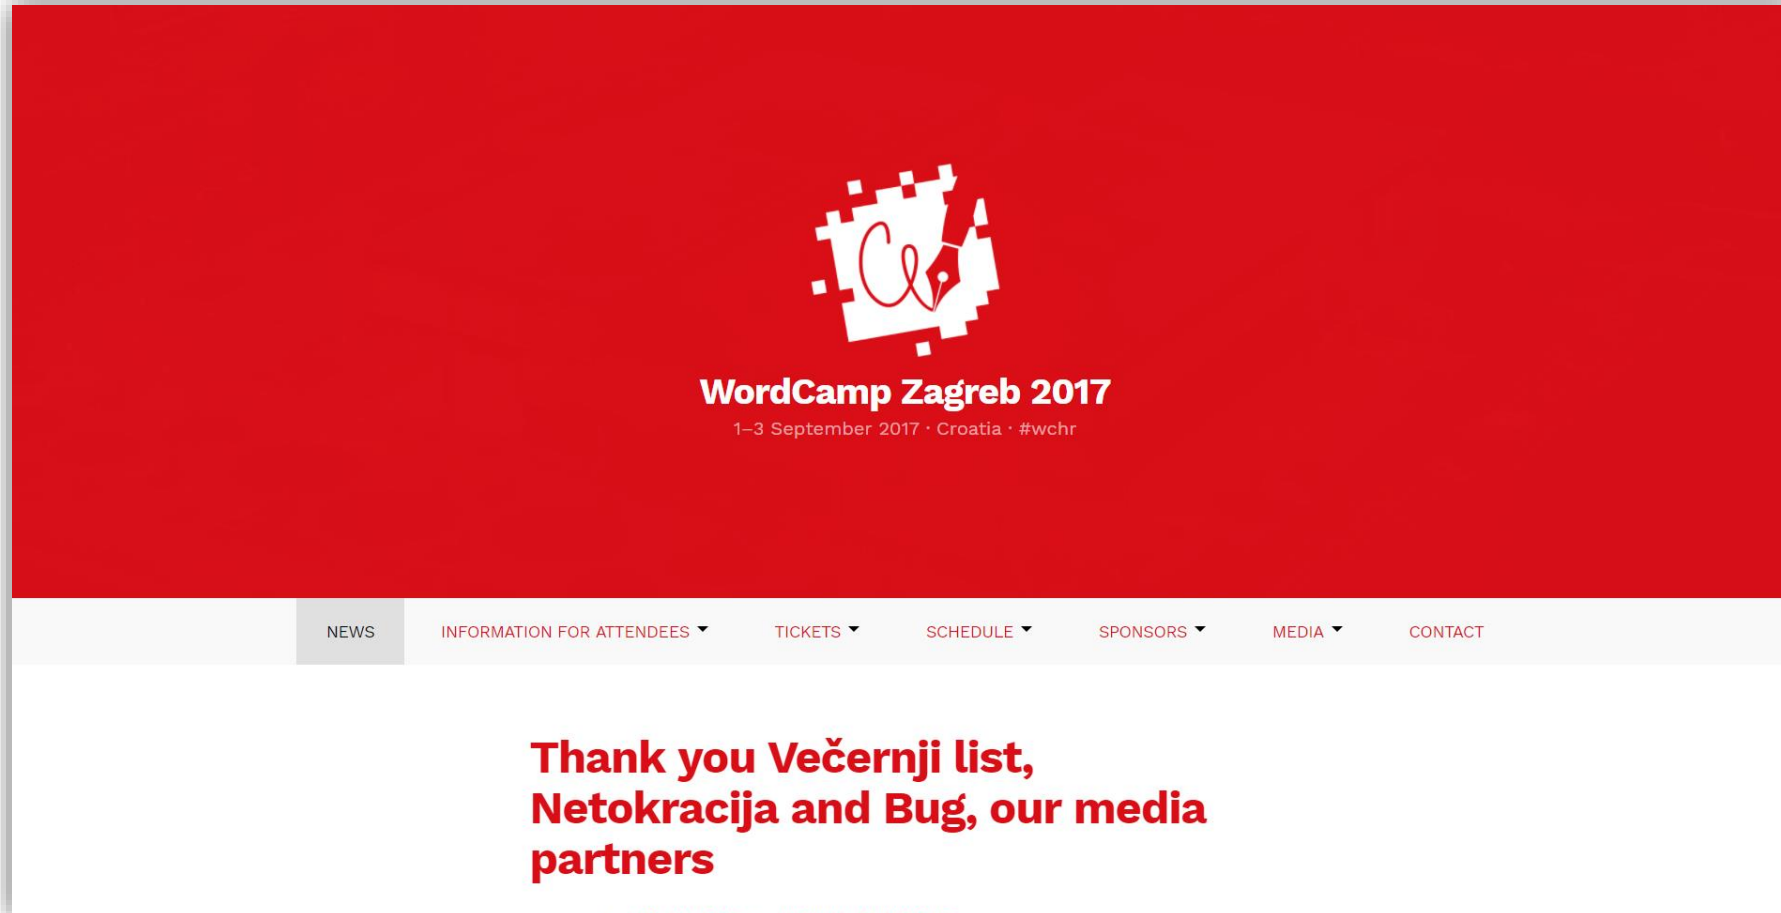 WordCamp Zagreb 2017
1–3 September 2017 · Croatia · #wchr
NEWS INFORMATION FOR ATTENDEES TICKETS SCHEDULE SPONSORS MEDIA CONTACT
Thank you Večernji list,
Netokracija and Bug, our media
partners